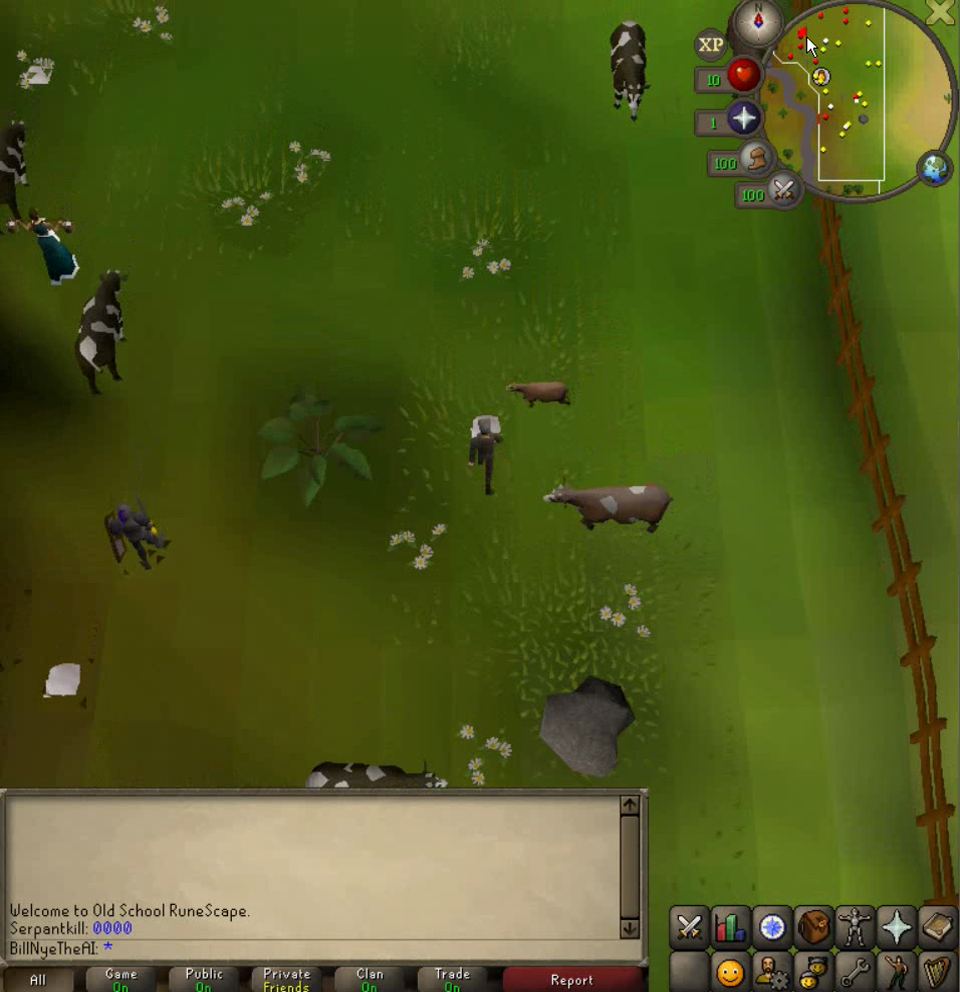 N
XP
10
1
100
100
Welcome to Old School RuneScape.
Serpantkill: 0000
BillNyeTheAI: *
All
Game
On
Public
On
Private
Friends
Clan
On
Trade
On
Report